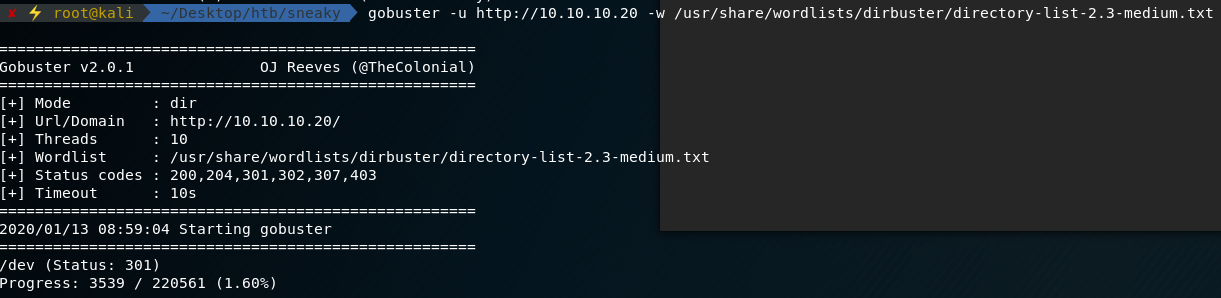 ✘ ⚡ root@kali ~/Desktop/htb/sneaky gobuster -u http://10.10.10.20 -w /usr/share/wordlists/dirbuster/directory-list-2.3-medium.txt
=====================================================
Gobuster v2.0.1              OJ Reeves (@TheColonial)
=====================================================
[+] Mode         : dir
[+] Url/Domain   : http://10.10.10.20/
[+] Threads      : 10
[+] Wordlist     : /usr/share/wordlists/dirbuster/directory-list-2.3-medium.txt
[+] Status codes : 200,204,301,302,307,403
[+] Timeout      : 10s
=====================================================
2020/01/13 08:59:04 Starting gobuster
=====================================================
/dev (Status: 301)
Progress: 3539 / 220561 (1.60%)